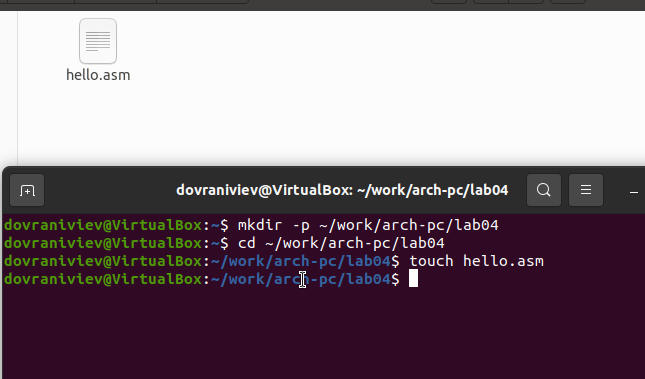 hello.asm
dovraniviev@VirtualBox: ~/work/arch-pc/lab04
dovraniviev@VirtualBox:~$ mkdir -p ~/work/arch-pc/lab04
dovraniviev@VirtualBox:~$ cd ~/work/arch-pc/lab04
dovraniviev@VirtualBox:~/work/arch-pc/lab04$ touch hello.asm
dovraniviev@VirtualBox:~/work/arch-pc/lab04$